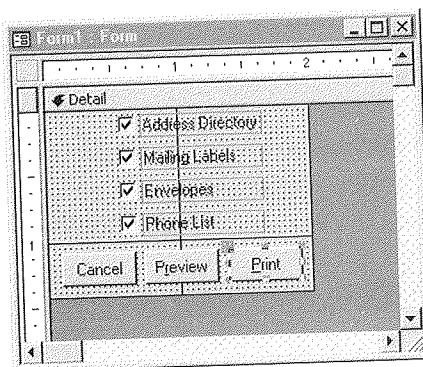 Form1 : Form
1 2
Detail
Address Directory:
Mailing Labels
Envelopes
Phone List
1
Cancel Preview Print